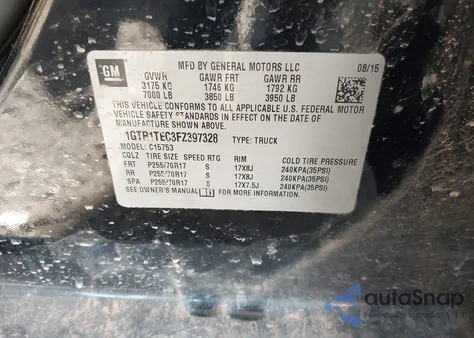 GM
MFD BY GENERAL MOTORS LLC
08/15
GVWR GAWR FRT GAWR RR
3175 KG 1746 KG 1792 KG
7000 LB 3850 LB 3950 LB
THIS VEHICLE CONFORMS TO ALL APPLICABLE U.S. FEDERAL MOTOR
VEHICLE SAFETY STANDARDS IN EFFECT ON THE DATE OF
MANUFACTURE SHOWN ABOVE.
1GTR1TEC3FZ397328 TYPE: TRUCK
MODEL: C15753
CQLZ TIRE SIZE SPEED RTG RIM COLD TIRE PRESSURE
FRT P255/70R17 S 17X8J 240KPA(35PSI)
RR P255/70R17 S 17X8J 240KPA(35PSI)
SPA P255/70R17 S 17X7.5J 240KPA(35PSI)
SEE OWNER'S MANUAL FOR MORE INFORMATION.
autoSnap